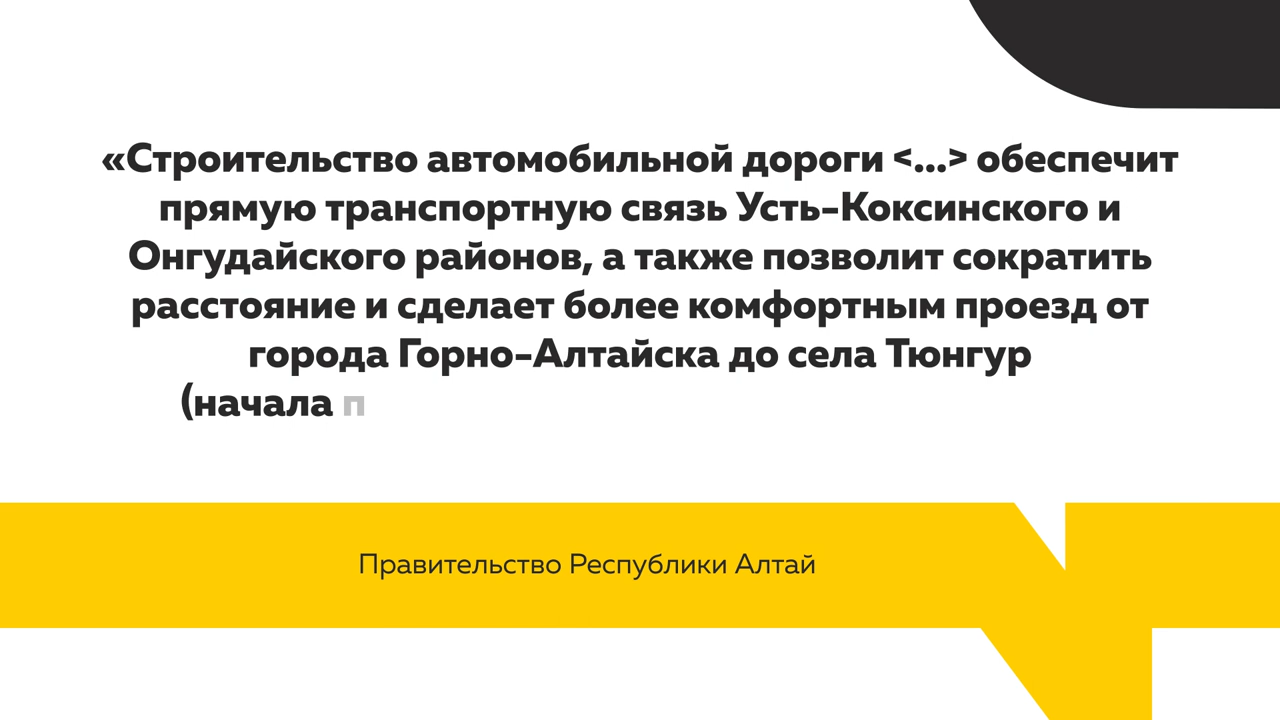 «Строительство автомобильной дороги <...> обеспечит
прямую транспортную связь Усть-Коксинского и
Онгудайского районов, а также позволит сократить
расстояние и сделает более комфортным проезд от
города Горно-Алтайска до села Тюнгур
(начала п
Правительство Республики Алтай